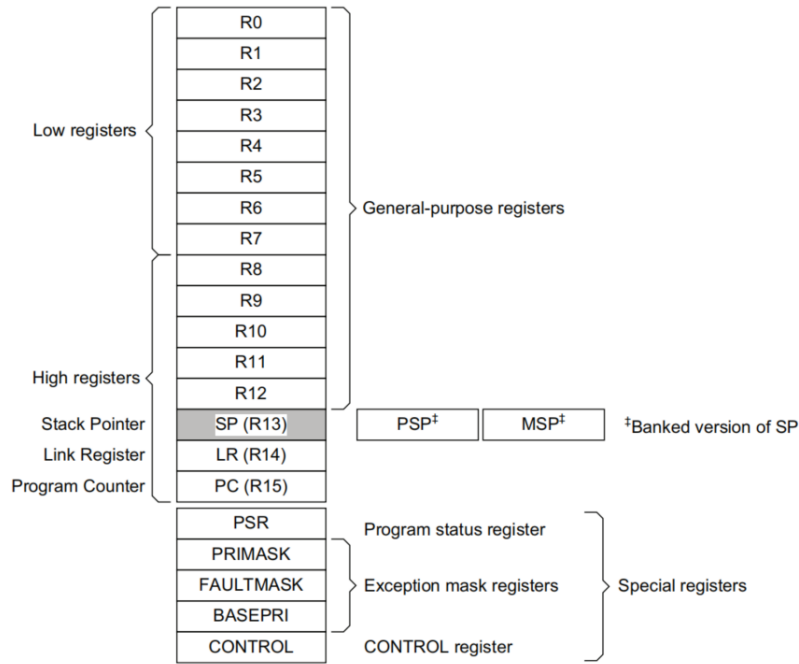 R0
R1
R2
R3
Low registers
R4
R5
R6
General-purpose registers
R7
R8
R9
R10
R11
High registers
R12
Stack Pointer SP (R13) PSP‡ MSP‡ ‡Banked version of SP
Link Register LR (R14)
Program Counter PC (R15)
PSR Program status register
PRIMASK
FAULTMASK Exception mask registers Special registers
BASEPRI
CONTROL CONTROL register